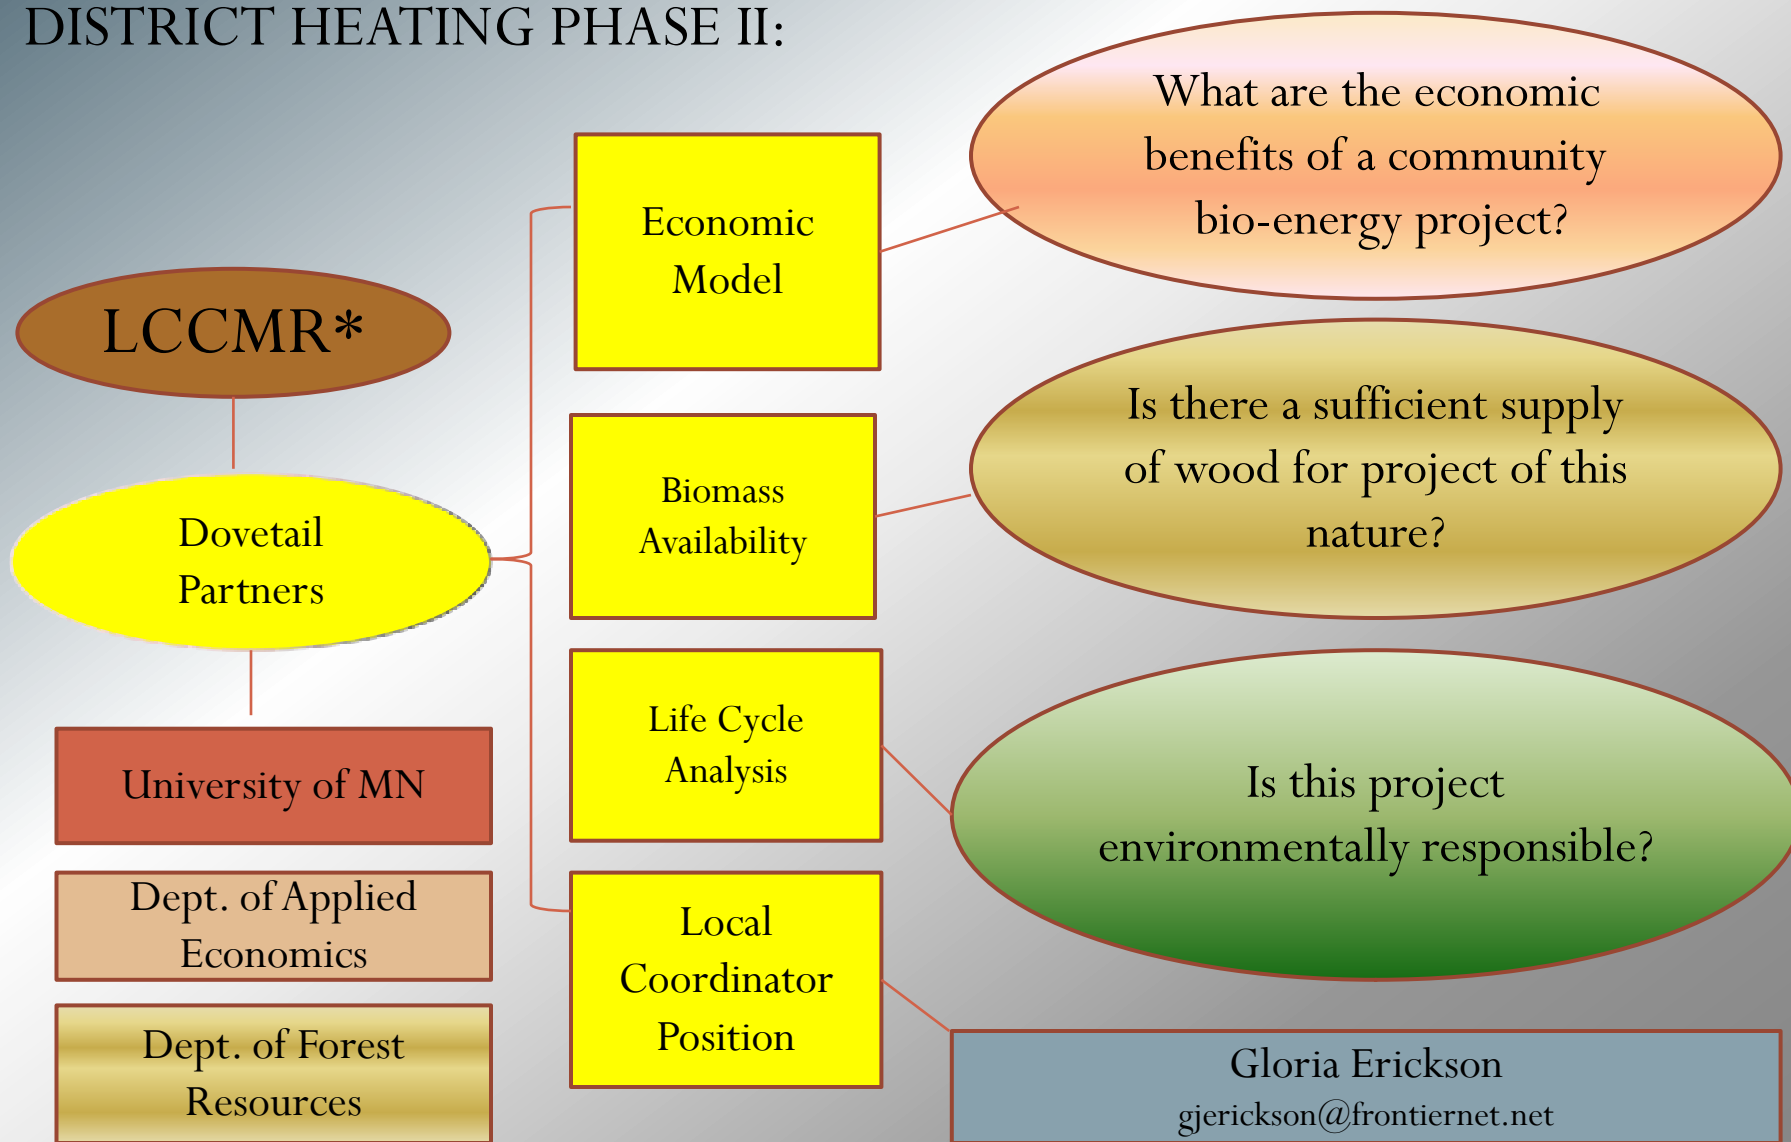 DISTRICT HEATING PHASE II:
LCCMR*
Dovetail
Partners
University of MN
Dept. of Applied
Economics
Dept. of Forest
Resources
Economic
Model
Biomass
Availability
Life Cycle
Analysis
Local
Coordinator
Position
What are the economic
benefits of a community
bio-energy project?
Is there a sufficient supply
of wood for project of this
nature?
Is this project
environmentally responsible?
Gloria Erickson
gjerickson@frontiernet.net